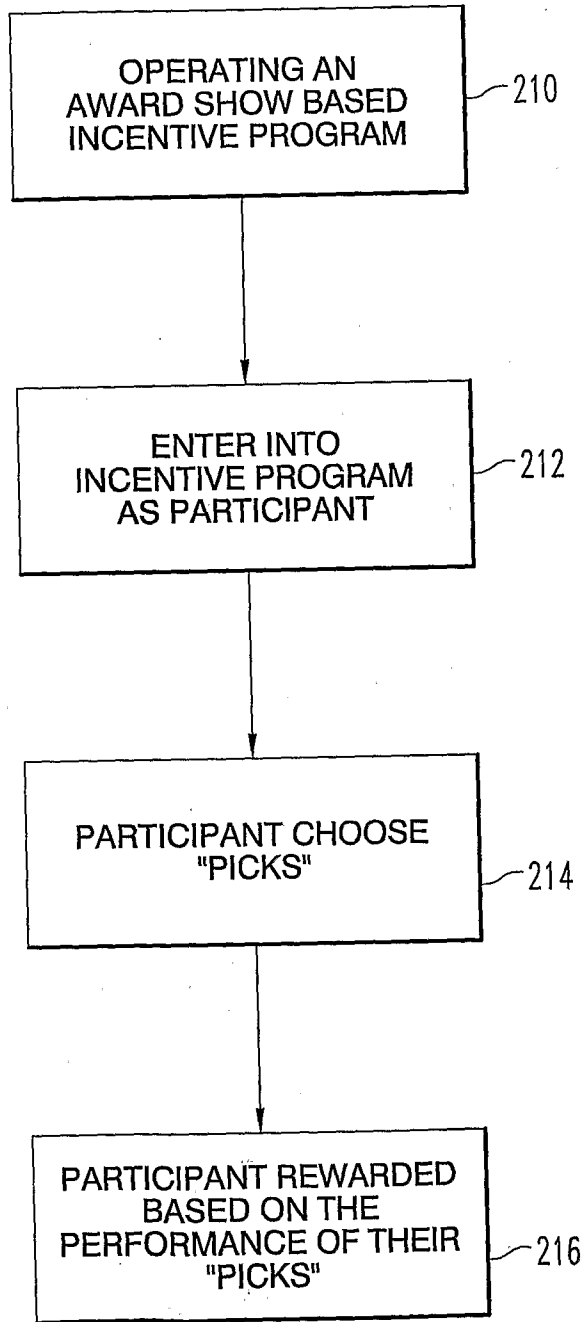 OPERATING AN
AWARD SHOW BASED
INCENTIVE PROGRAM
210
ENTER INTO
INCENTIVE PROGRAM
AS PARTICIPANT
212
PARTICIPANT CHOOSE
"PICKS"
214
PARTICIPANT REWARDED
BASED ON THE
PERFORMANCE OF THEIR
"PICKS"
216